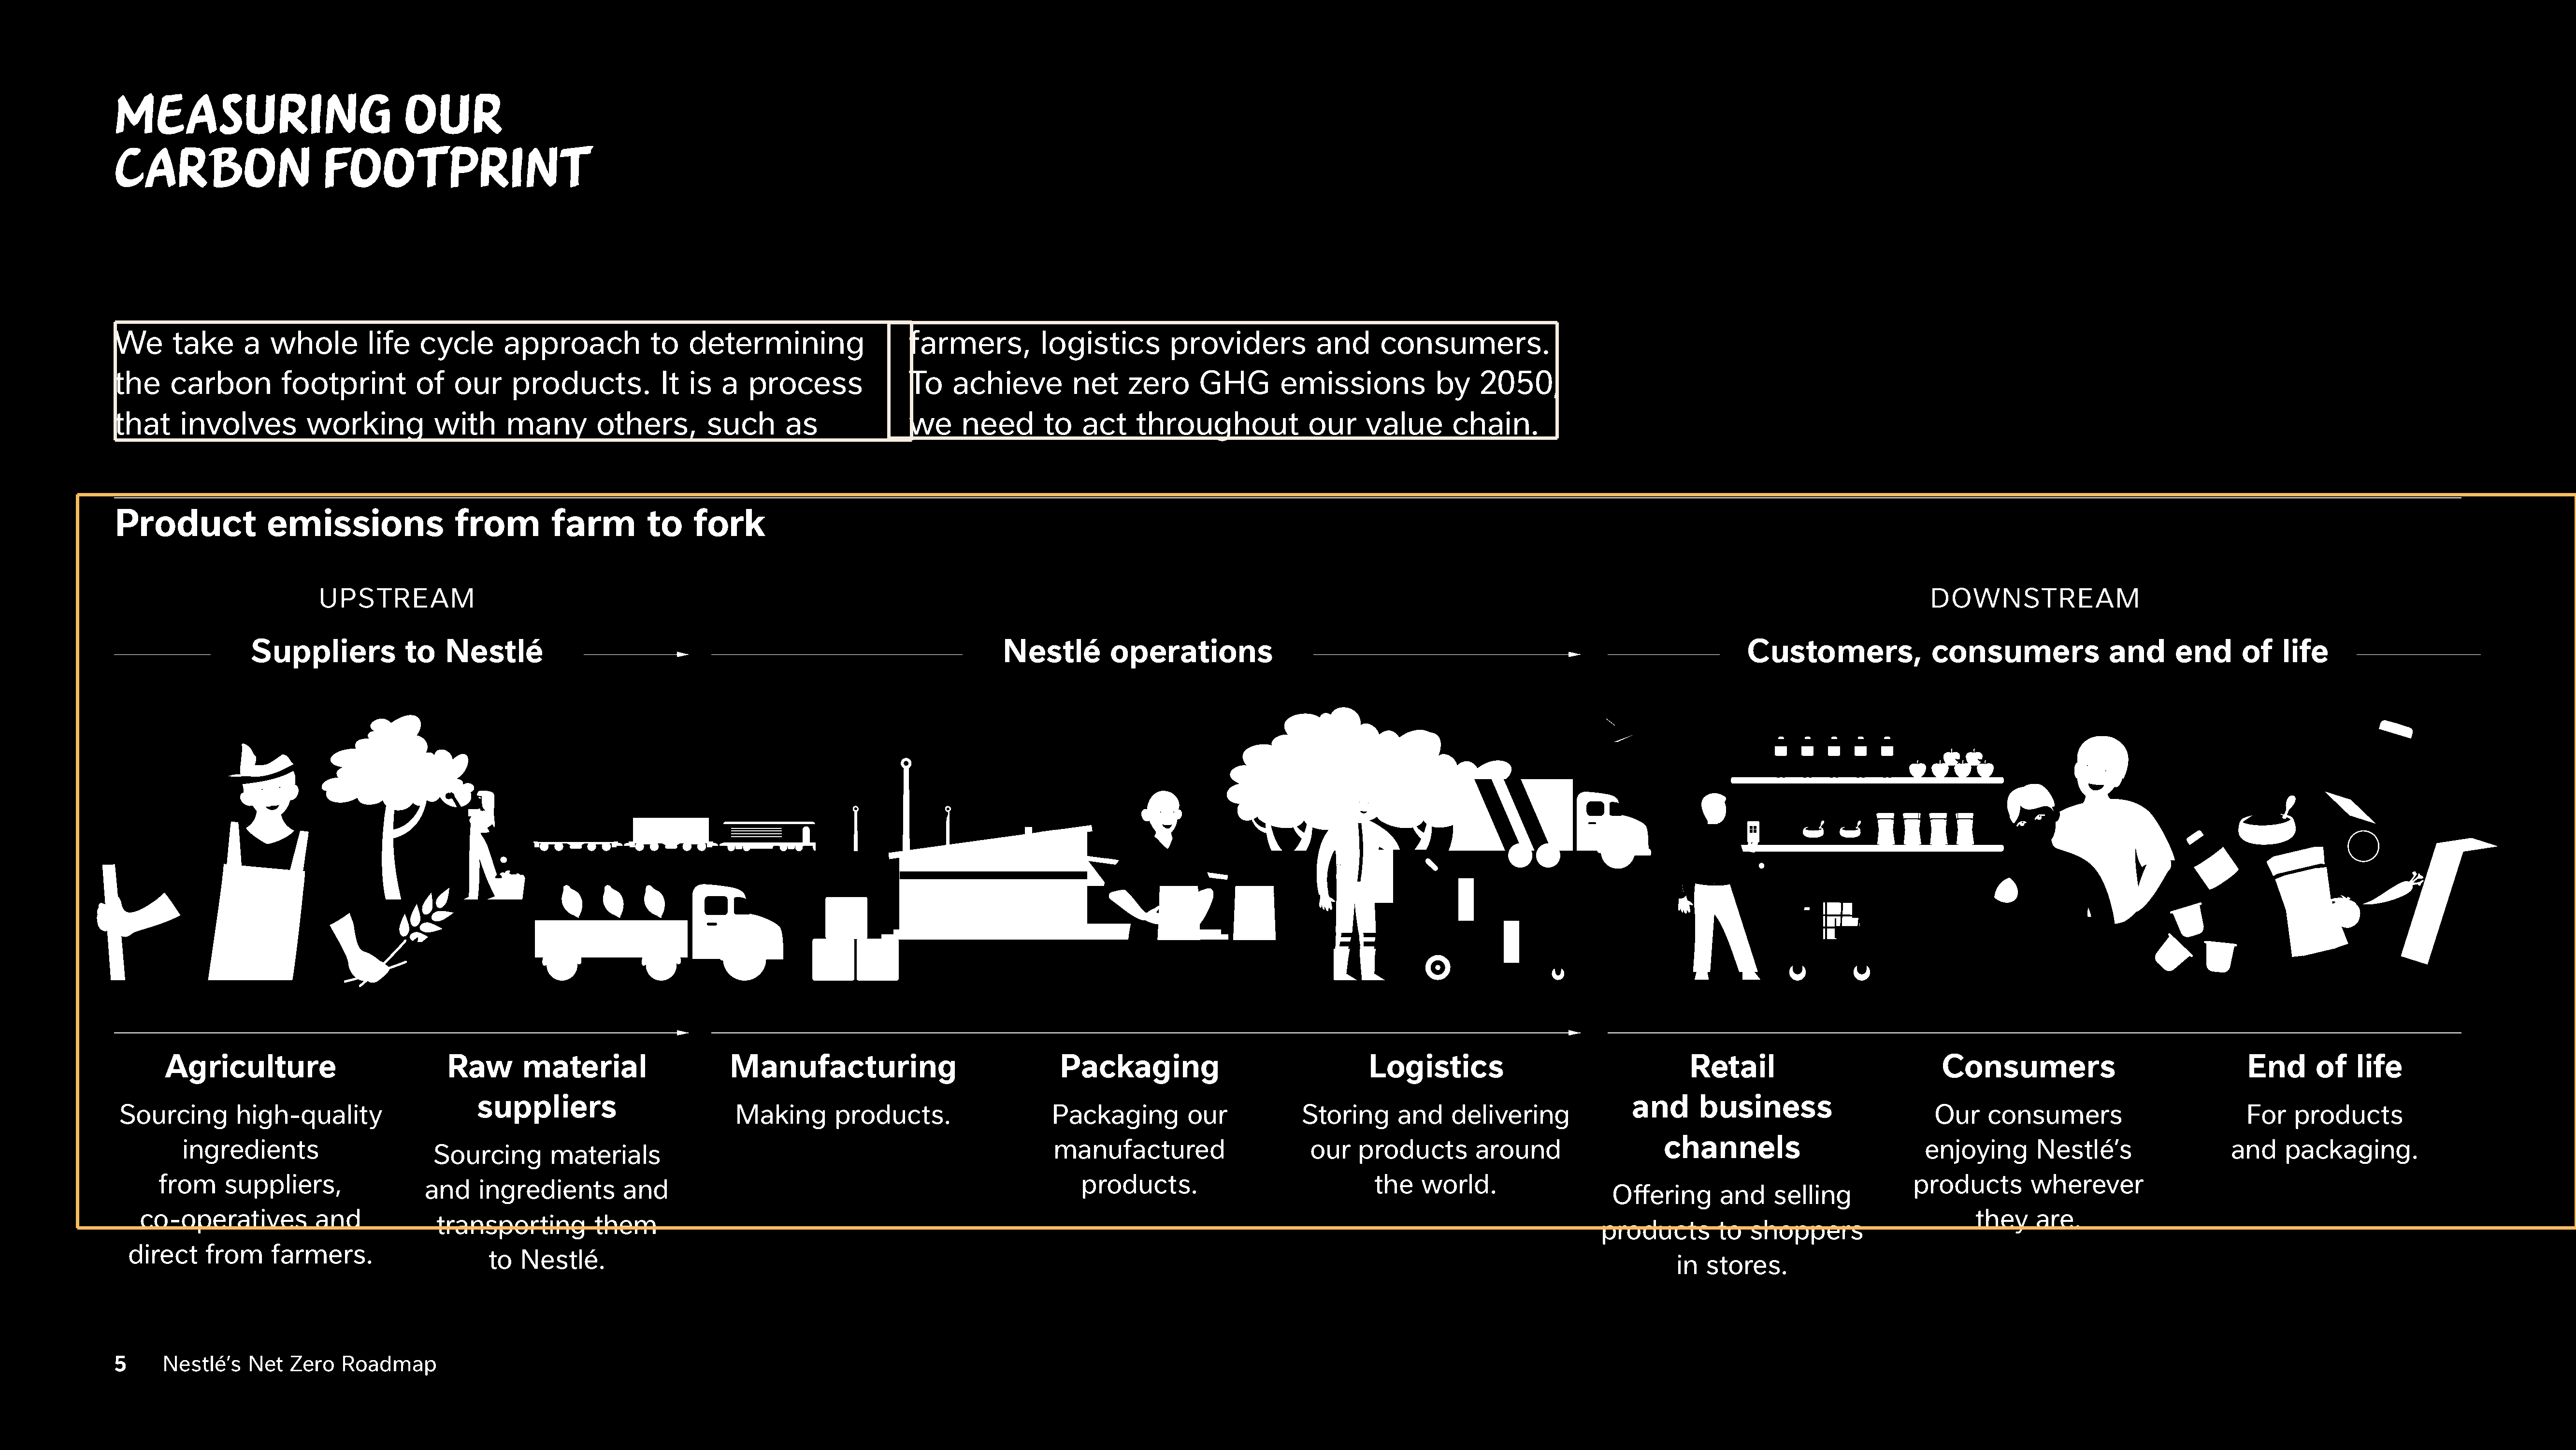 MEASURING OUR
CARBON FOOTPRINT
We take a whole life cycle approach to determining
the carbon footprint of our products. It is a process
that involves working with many others, such as
farmers, logistics providers and consumers.
To achieve net zero GHG emissions by 2050,
we need to act throughout our value chain.
Product emissions from farm to fork
UPSTREAM
Suppliers to Nestlé
Nestlé operations
DOWNSTREAM
Customers, consumers and end of life
Agriculture
Sourcing high-quality
ingredients
from suppliers,
co-operatives and
direct from farmers.
Raw material
suppliers
Sourcing materials
and ingredients and
transporting them
to Nestlé.
Manufacturing
Making products.
Packaging
Packaging our
manufactured
products.
Logistics
Storing and delivering
our products around
the world.
Retail
and business
channels
Offering and selling
products to shoppers
in stores.
Consumers
Our consumers
enjoying Nestlé’s
products wherever
they are.
End of life
For products
and packaging.
5 Nestlé’s Net Zero Roadmap